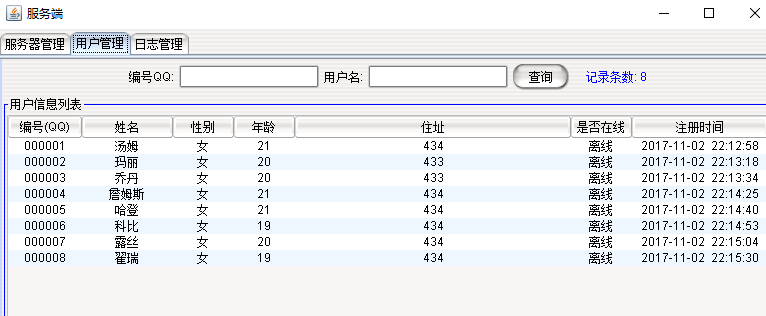 服务端
服务器管理 用户管理 日志管理
编号QQ: 用户名: 查询 记录条数: 8
用户信息列表
编号(QQ) 姓名 性别 年龄 住址 是否在线 注册时间
000001 汤姆 女 21 434 离线 2017-11-02 22:12:58
000002 玛丽 女 20 433 离线 2017-11-02 22:13:18
000003 乔丹 女 20 433 离线 2017-11-02 22:13:34
000004 詹姆斯 女 21 434 离线 2017-11-02 22:14:25
000005 哈登 女 21 434 离线 2017-11-02 22:14:40
000006 科比 女 19 434 离线 2017-11-02 22:14:53
000007 露丝 女 20 434 离线 2017-11-02 22:15:04
000008 翟瑞 女 19 434 离线 2017-11-02 22:15:30